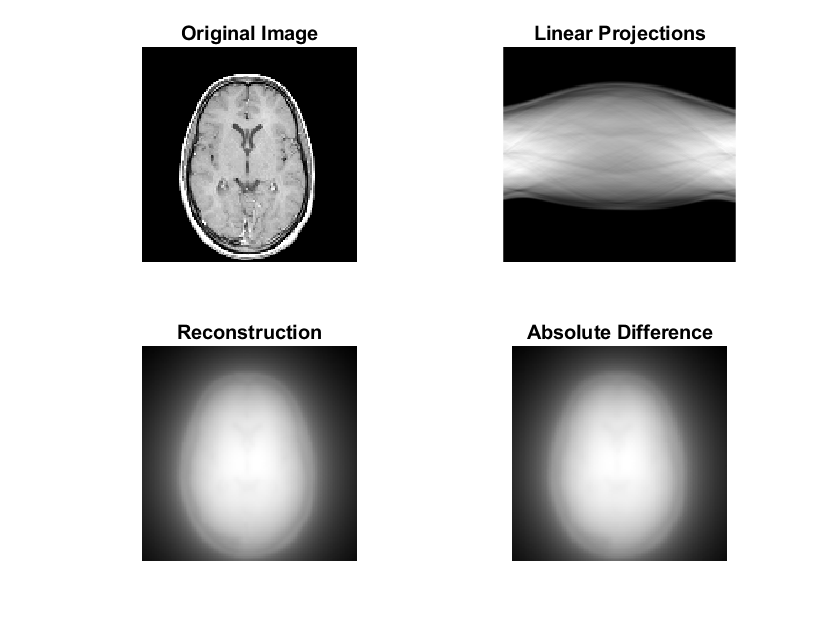 Original Image
Linear Projections
Reconstruction
Absolute Difference